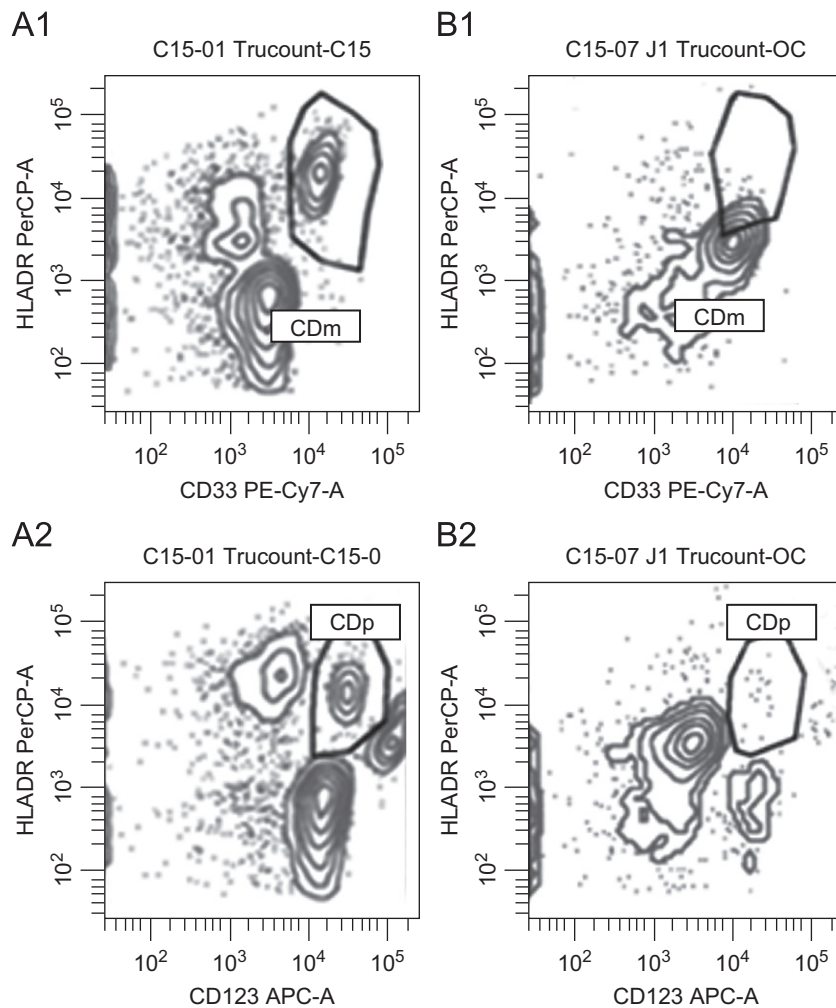 A1
C15-01 Trucount-C15
HLADR PerCP-A
10^5
10^4
10^3
10^2
CDm
10^2 10^3 10^4 10^5
CD33 PE-Cy7-A
B1
C15-07 J1 Trucount-OC
HLADR PerCP-A
10^5
10^4
10^3
10^2
CDm
10^2 10^3 10^4 10^5
CD33 PE-Cy7-A
A2
C15-01 Trucount-C15-0
HLADR PerCP-A
10^5
10^4
10^3
10^2
CDp
10^2 10^3 10^4 10^5
CD123 APC-A
B2
C15-07 J1 Trucount-OC
HLADR PerCP-A
10^5
10^4
10^3
10^2
CDp
10^2 10^3 10^4 10^5
CD123 APC-A